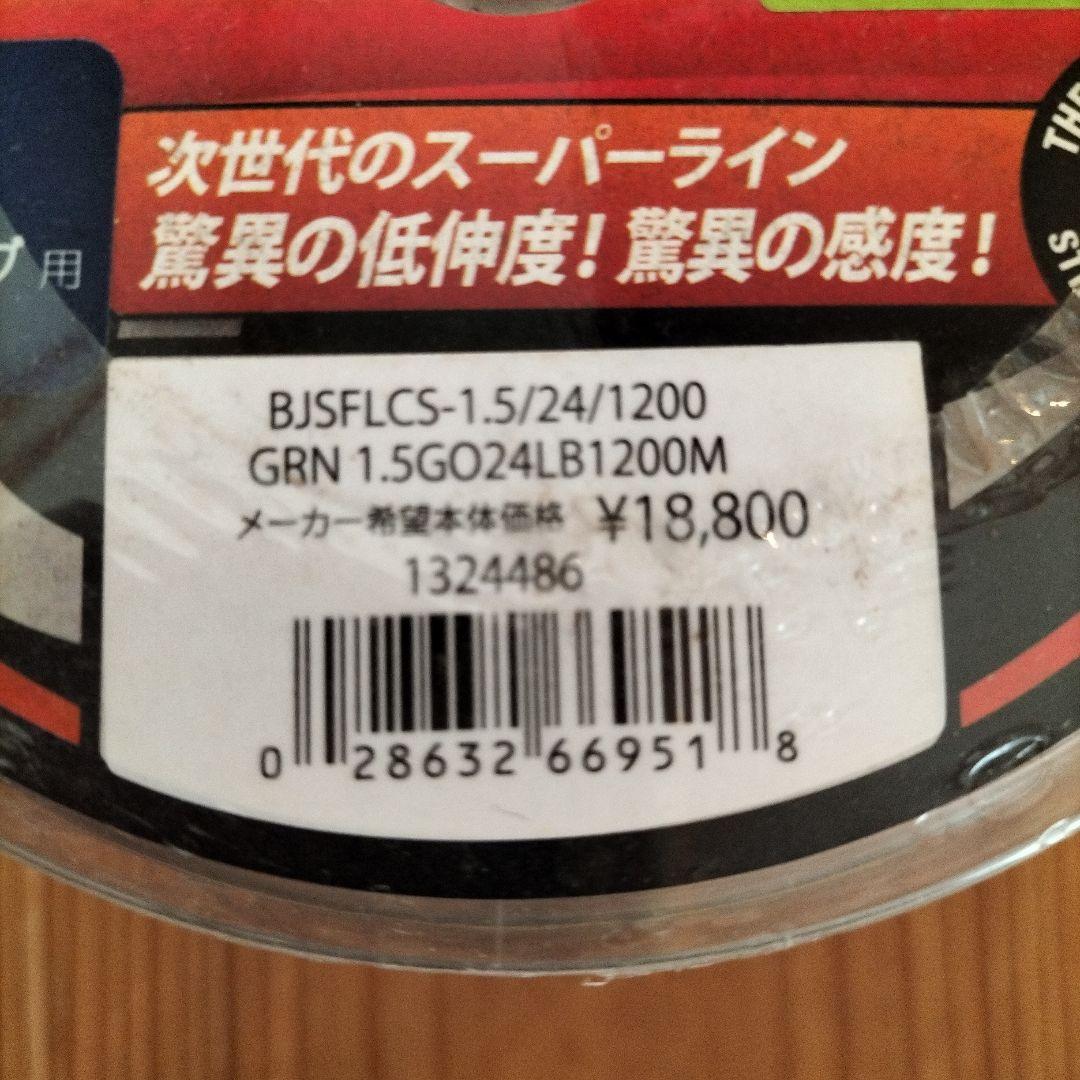 次世代のスーパーライン
驚異の低伸度!驚異の感度!
用
BJSFLCS-1.5/24/1200
GRN 1.5GO24LB1200M
メーカー希望本体価格 ¥18,800
1324486
0 28632 66951 8